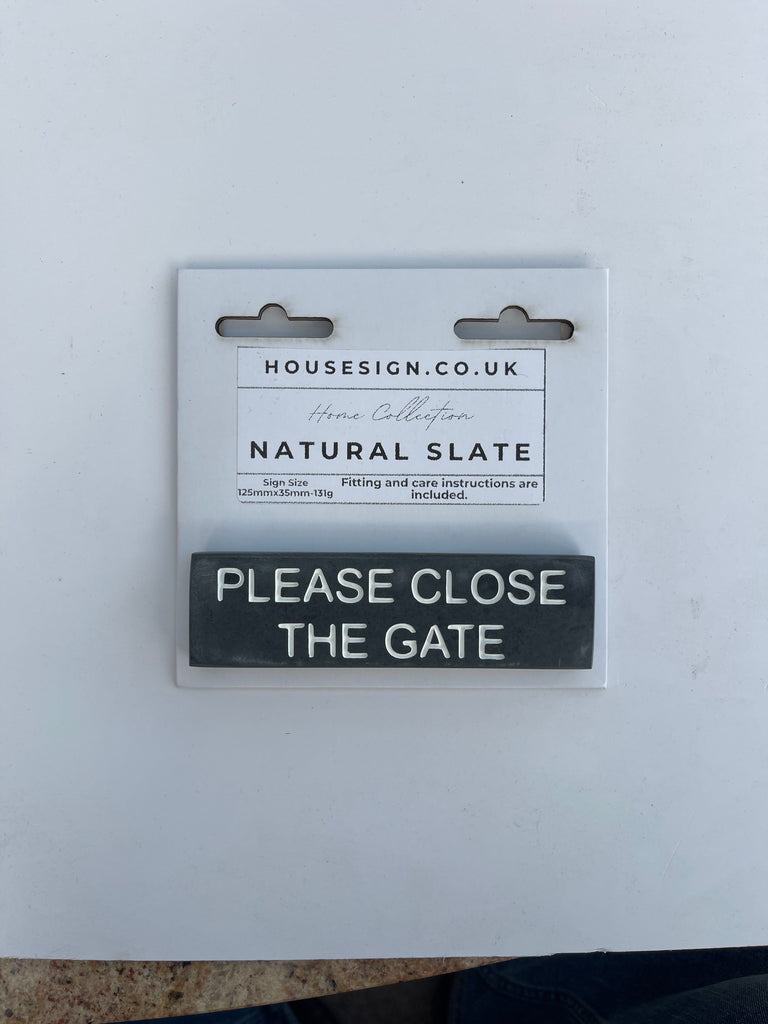 HOUSESIGN.CO.UK
Home Collection
NATURAL SLATE
Sign Size
125mmx35mm-131g
Fitting and care instructions are
included.
PLEASE CLOSE
THE GATE